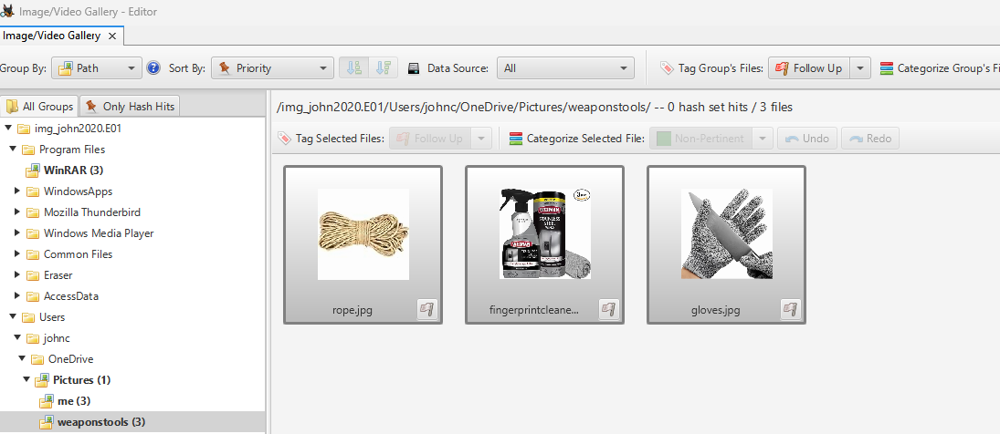 Image/Video Gallery - Editor
Image/Video Gallery ×
Group By: Path Sort By: Priority Data Source: All Tag Group's Files: Follow Up Categorize Group's Fi
All Groups Only Hash Hits
/img_john2020.E01/Users/johnc/OneDrive/Pictures/weaponstools/ -- 0 hash set hits / 3 files
Tag Selected Files: Follow Up Categorize Selected File: Non-Pertinent Undo Redo
img_john2020.E01
Program Files
WinRAR (3)
WindowsApps
Mozilla Thunderbird
Windows Media Player
Common Files
Eraser
AccessData
Users
johnc
OneDrive
Pictures (1)
me (3)
weaponstools (3)
WEIMAN
STAINLESS
STEEL
WEIMAN
rope.jpg
fingerprintcleane...
gloves.jpg